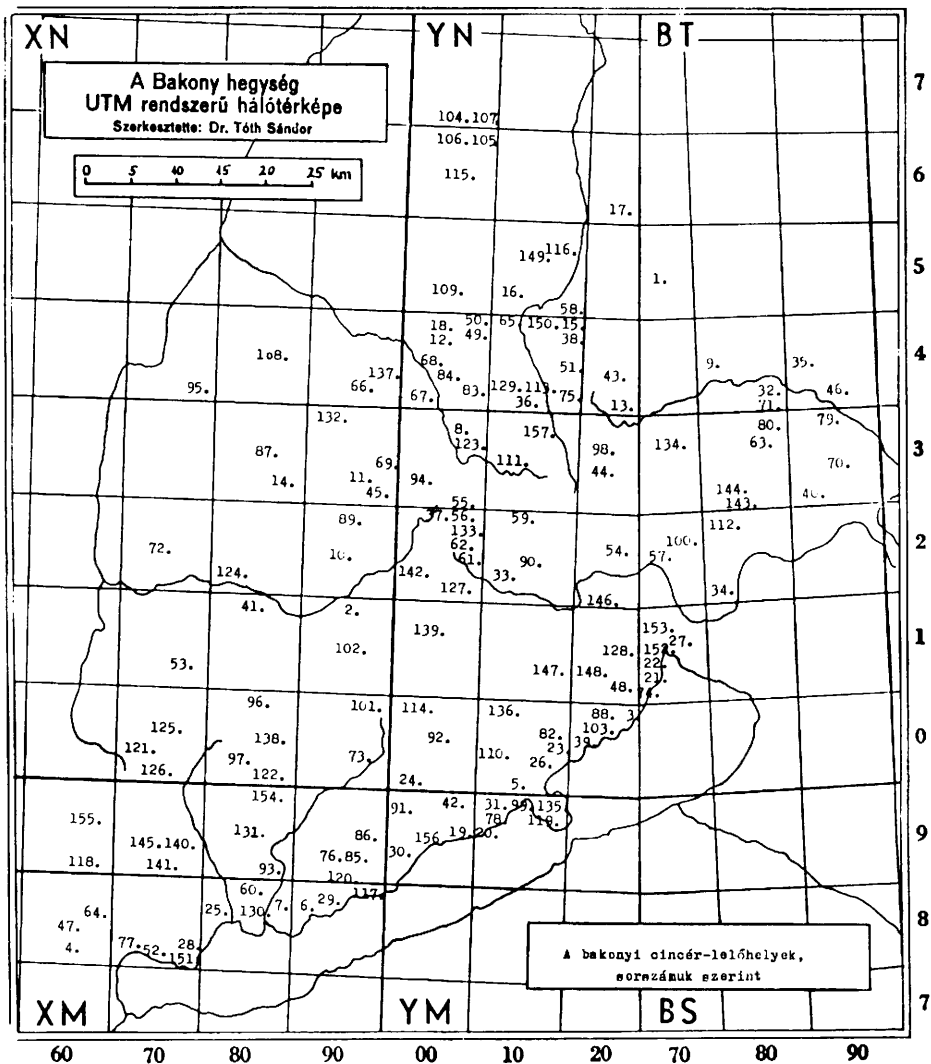 XN YN BT
A Bakony hegység
UTM rendszerű hálótérképe
Szerkesztette: Dr. Tóth Sándor
0 5 10 15 20 25 km
7
104. 107.
106. 105.
115.
6
17.
116.
149.
1.
5
109. 16.
58.
50. 65. 150. 15.
18. 49. 38.
12.
108.
68. 51. 9. 35.
4
137. 84. 43.
95. 66. 83. 129. 113. 75. 32. 46.
67. 36. 13. 71.
132. 79.
8. 157. 80.
123. 98. 134. 63.
3
87. 69. 111. 70.
14. 11. 94. 44.
45. 144.
55. 143.
89. 56. 59. 112.
133.
72. 62. 54. 100.
2
61. 90. 57.
124. 142. 33.
127. 34.
41. 2. 146.
139. 153.
27.
1
102. 128. 152.
53. 147. 148. 22.
21.
48. 74.
96. 101. 114. 136. 88. 3.
125. 103.
138. 92. 82. 39.
0
121. 97. 73. 110. 23.
126. 122. 26.
24. 5.
154. 91. 42. 31. 99. 135.
155. 78.
131. 86. 156. 19. 20.
9
145. 140. 30.
118. 141. 76. 85.
93.
120.
60. 117.
64. 25. 130. 7. 6. 29.
8
47.
4. 77. 52. 28.
151.
A bakonyi cincér-lelőhelyek,
sorszámuk szerint
XM YM BS
7
60 70 80 90 00 10 20 70 80 90